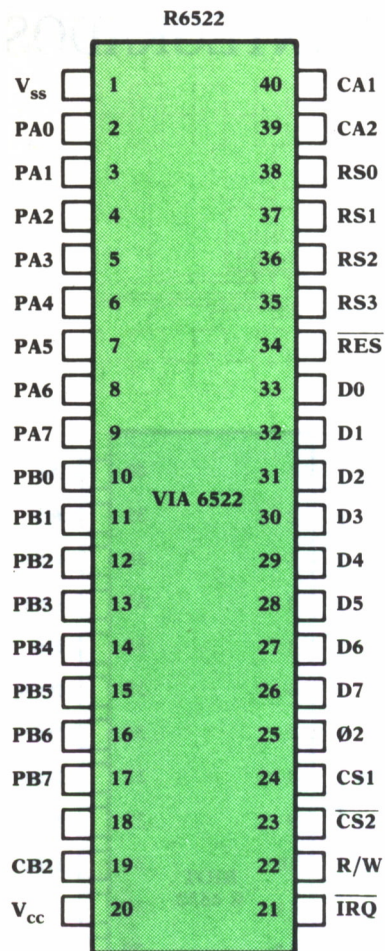 R6522
Vss 1 40 CA1
PA0 2 39 CA2
PA1 3 38 RS0
PA2 4 37 RS1
PA3 5 36 RS2
PA4 6 35 RS3
PA5 7 34 R̅E̅S̅
PA6 8 33 D0
PA7 9 32 D1
PB0 10 31 D2
VIA 6522
PB1 11 30 D3
PB2 12 29 D4
PB3 13 28 D5
PB4 14 27 D6
PB5 15 26 D7
PB6 16 25 Ø2
PB7 17 24 CS1
18 23 C̅S̅2̅
CB2 19 22 R/W
Vcc 20 21 I̅R̅Q̅